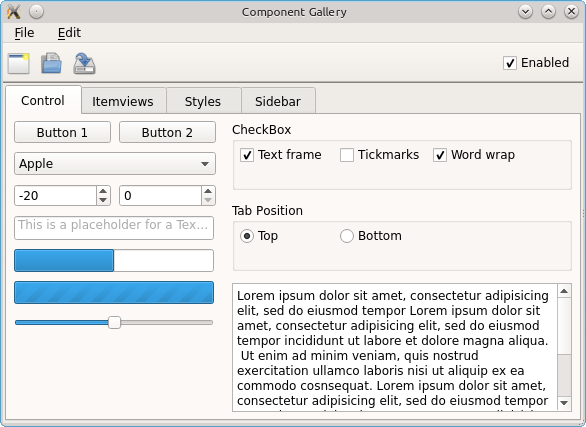 Component Gallery
File Edit
Enabled
Control Itemviews Styles Sidebar
Button 1 Button 2
Apple
-20 0
This is a placeholder for a Tex...
CheckBox
Text frame Tickmarks Word wrap
Tab Position
Top Bottom
Lorem ipsum dolor sit amet, consectetur adipisicing
elit, sed do eiusmod tempor Lorem ipsum dolor sit
amet, consectetur adipisicing elit, sed do eiusmod
tempor incididunt ut labore et dolore magna aliqua.
Ut enim ad minim veniam, quis nostrud
exercitation ullamco laboris nisi ut aliquip ex ea
commodo cosnsequat. Lorem ipsum dolor sit amet,
consectetur adipisicing elit, sed do eiusmod tempor